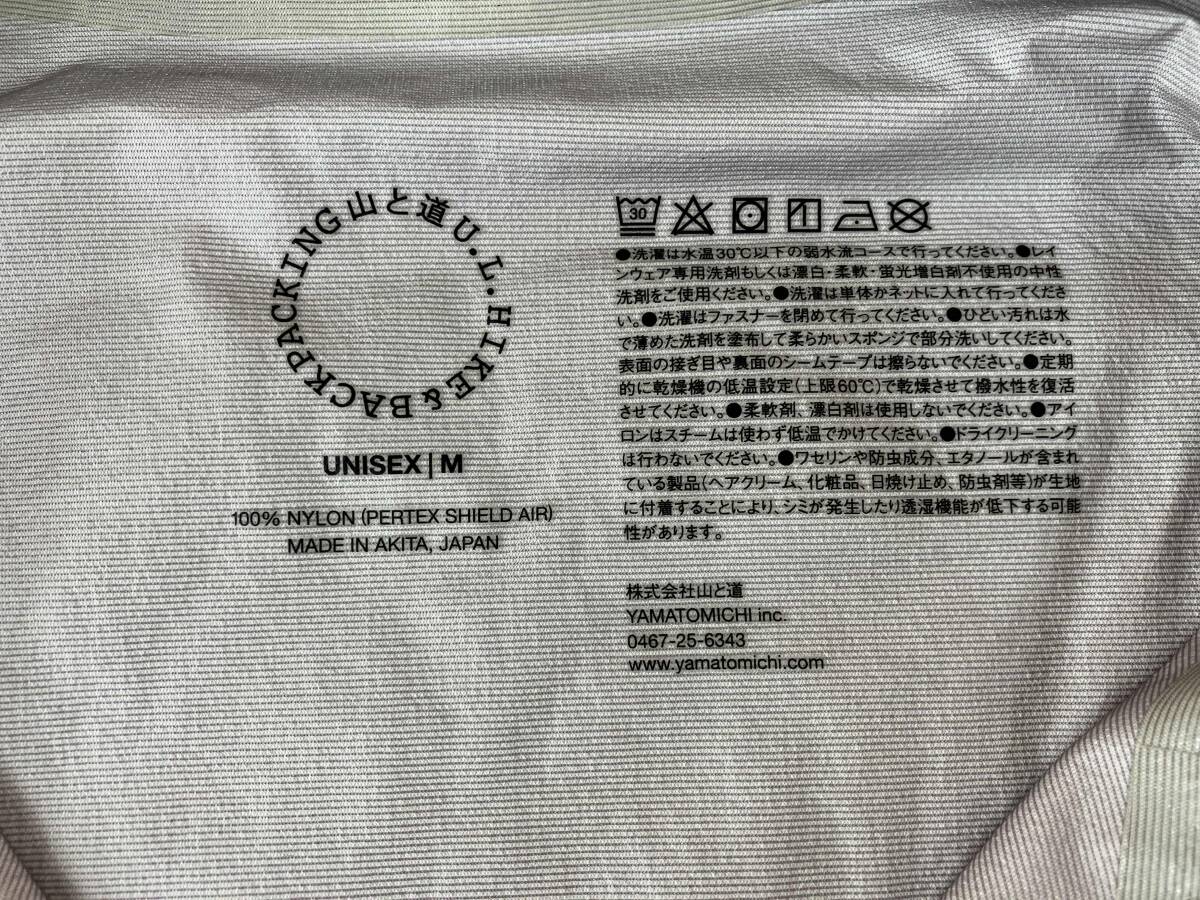 山と道 U.L. HIKE & BACKPACKING
UNISEX | M
100% NYLON (PERTEX SHIELD AIR)
MADE IN AKITA, JAPAN
30
●洗濯は水温30℃以下の弱水流コースで行ってください。●レイ
ンウェア専用洗剤もしくは漂白・柔軟・蛍光増白剤不使用の中性
洗剤をご使用ください。●洗濯は単体かネットに入れて行ってくださ
い。●洗濯はファスナーを閉めて行ってください。●ひどい汚れは水
で薄めた洗剤を塗布して柔らかいスポンジで部分洗いしてください。
表面の接ぎ目や裏面のシームテープは擦らないでください。●定期
的に乾燥機の低温設定(上限60℃)で乾燥させて撥水性を復活
させてください。●柔軟剤、漂白剤は使用しないでください。●アイ
ロンはスチームは使わず低温でかけてください。●ドライクリーニング
は行わないでください。●ワセリンや防虫成分、エタノールが含まれ
ている製品(ヘアクリーム、化粧品、日焼け止め、防虫剤等)が生地
に付着することにより、シミが発生したり透湿機能が低下する可能
性があります。
株式会社山と道
YAMATOMICHI inc.
0467-25-6343
www.yamatomichi.com